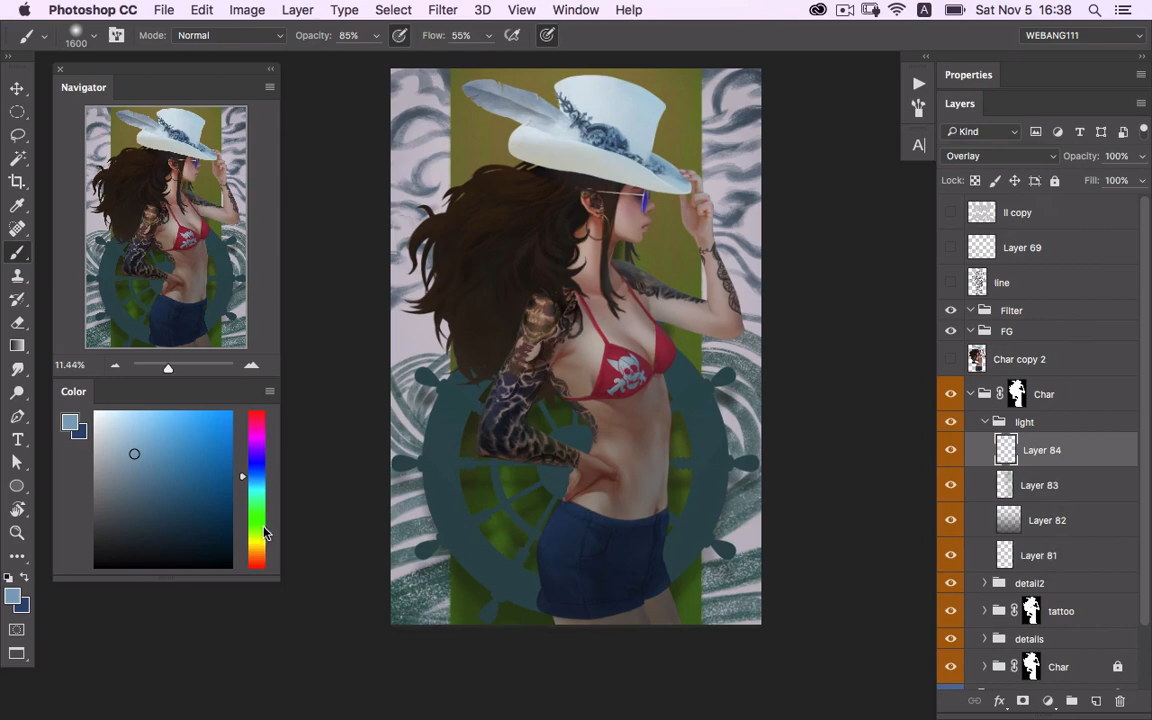 Photoshop CC File Edit Image Layer Type Select Filter 3D View Window Help A Sat Nov 5 16:38
1600 Mode: Normal Opacity: 85% Flow: 55% WEBANG111
Navigator
11.44%
Color
Properties
Layers
Kind
Overlay Opacity: 100%
Lock: Fill: 100%
ll copy
Layer 69
line
Filter
FG
Char copy 2
Char
light
Layer 84
Layer 83
Layer 82
Layer 81
detail2
tattoo
details
Char